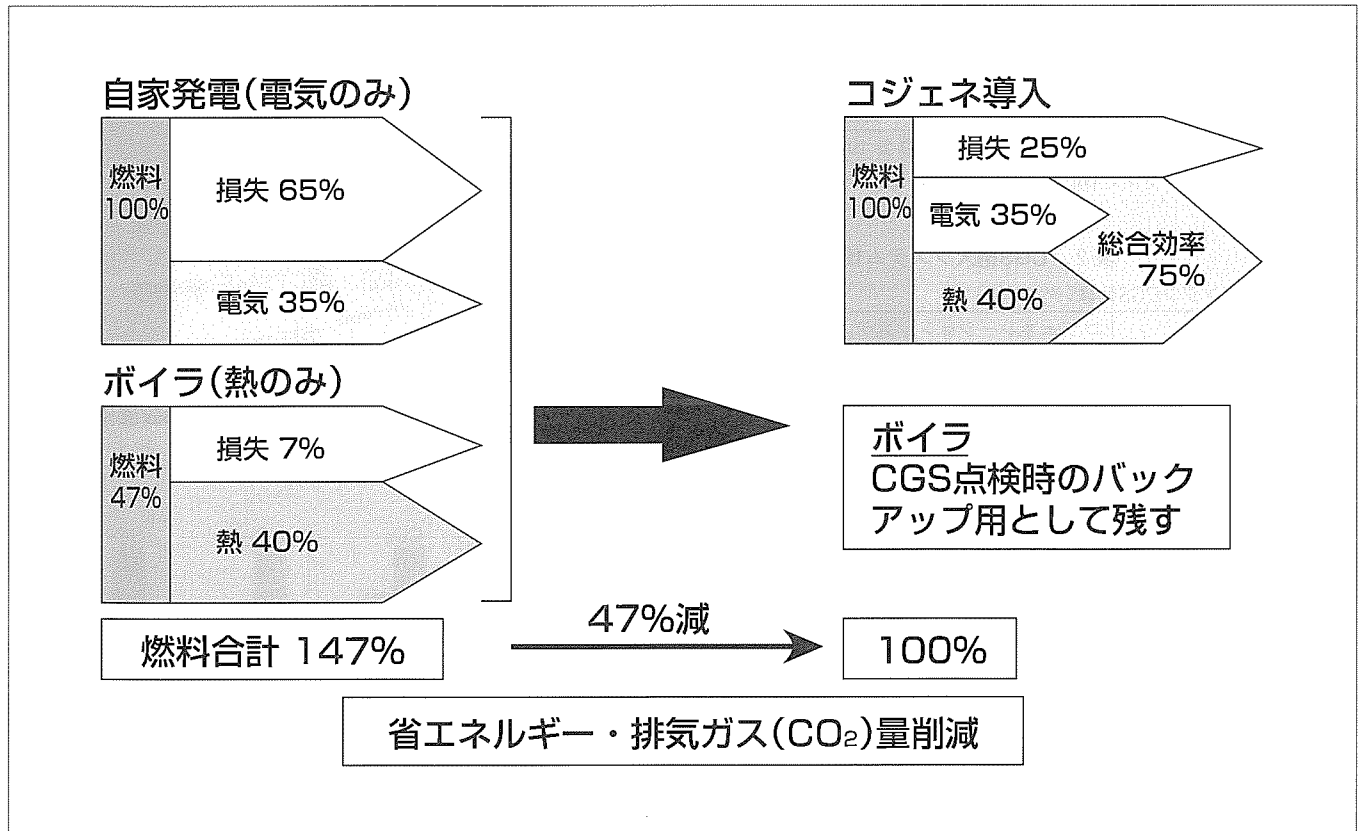 自家発電(電気のみ)
燃料
100%
損失 65%
電気 35%
ボイラ(熱のみ)
燃料
47%
損失 7%
熱 40%
燃料合計 147%
47%減
コジェネ導入
燃料
100%
損失 25%
電気 35%
熱 40%
総合効率
75%
ボイラ
CGS点検時のバック
アップ用として残す
100%
省エネルギー・排気ガス(CO₂)量削減